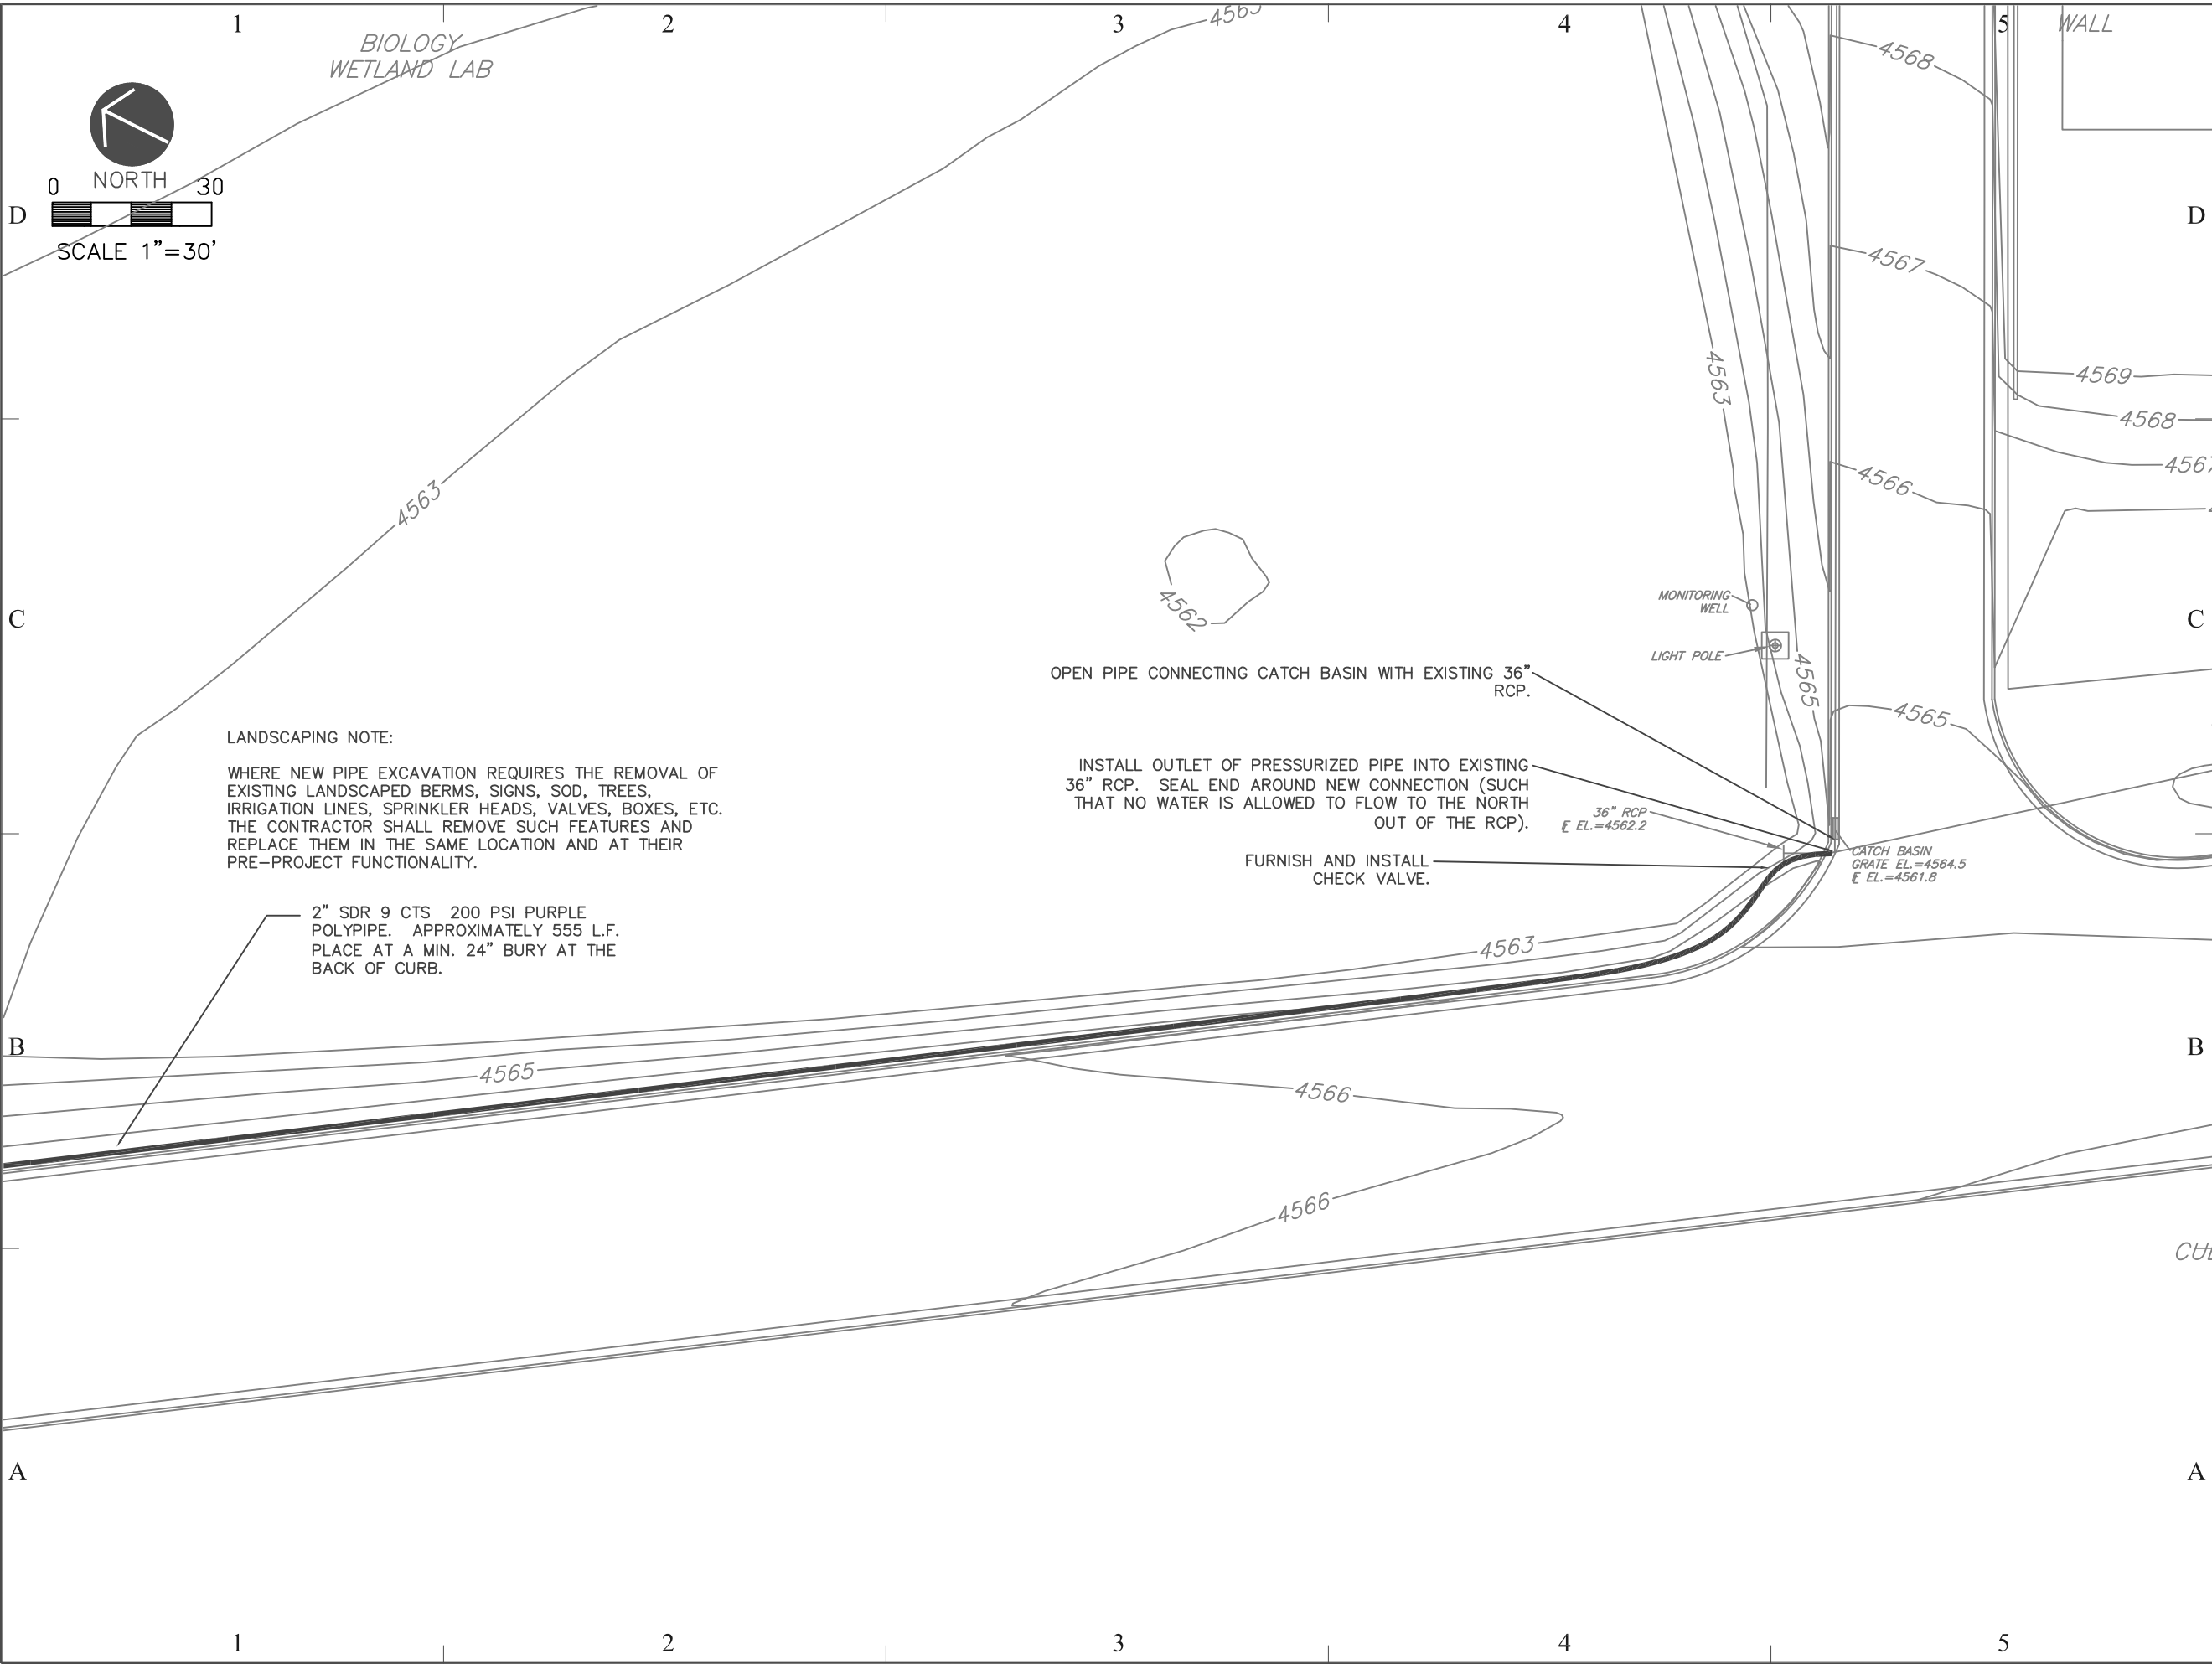 1 2 3 4 5
BIOLOGY
WETLAND LAB
WALL
NORTH
0 30
SCALE 1"=30'
D D
4568
4567
4569
4568
4566
4563
4563
4562
C C
MONITORING
WELL
LIGHT POLE
4565
4565
OPEN PIPE CONNECTING CATCH BASIN WITH EXISTING 36"
RCP.
LANDSCAPING NOTE:
WHERE NEW PIPE EXCAVATION REQUIRES THE REMOVAL OF
EXISTING LANDSCAPED BERMS, SIGNS, SOD, TREES,
IRRIGATION LINES, SPRINKLER HEADS, VALVES, BOXES, ETC.
THE CONTRACTOR SHALL REMOVE SUCH FEATURES AND
REPLACE THEM IN THE SAME LOCATION AND AT THEIR
PRE-PROJECT FUNCTIONALITY.
INSTALL OUTLET OF PRESSURIZED PIPE INTO EXISTING
36" RCP. SEAL END AROUND NEW CONNECTION (SUCH
THAT NO WATER IS ALLOWED TO FLOW TO THE NORTH
OUT OF THE RCP).
36" RCP
EL.=4562.2
FURNISH AND INSTALL
CHECK VALVE.
CATCH BASIN
GRATE EL.=4564.5
EL.=4561.8
2" SDR 9 CTS 200 PSI PURPLE
POLYPIPE. APPROXIMATELY 555 L.F.
PLACE AT A MIN. 24" BURY AT THE
BACK OF CURB.
4563
B B
4565
4566
4566
A A
1 2 3 4 5